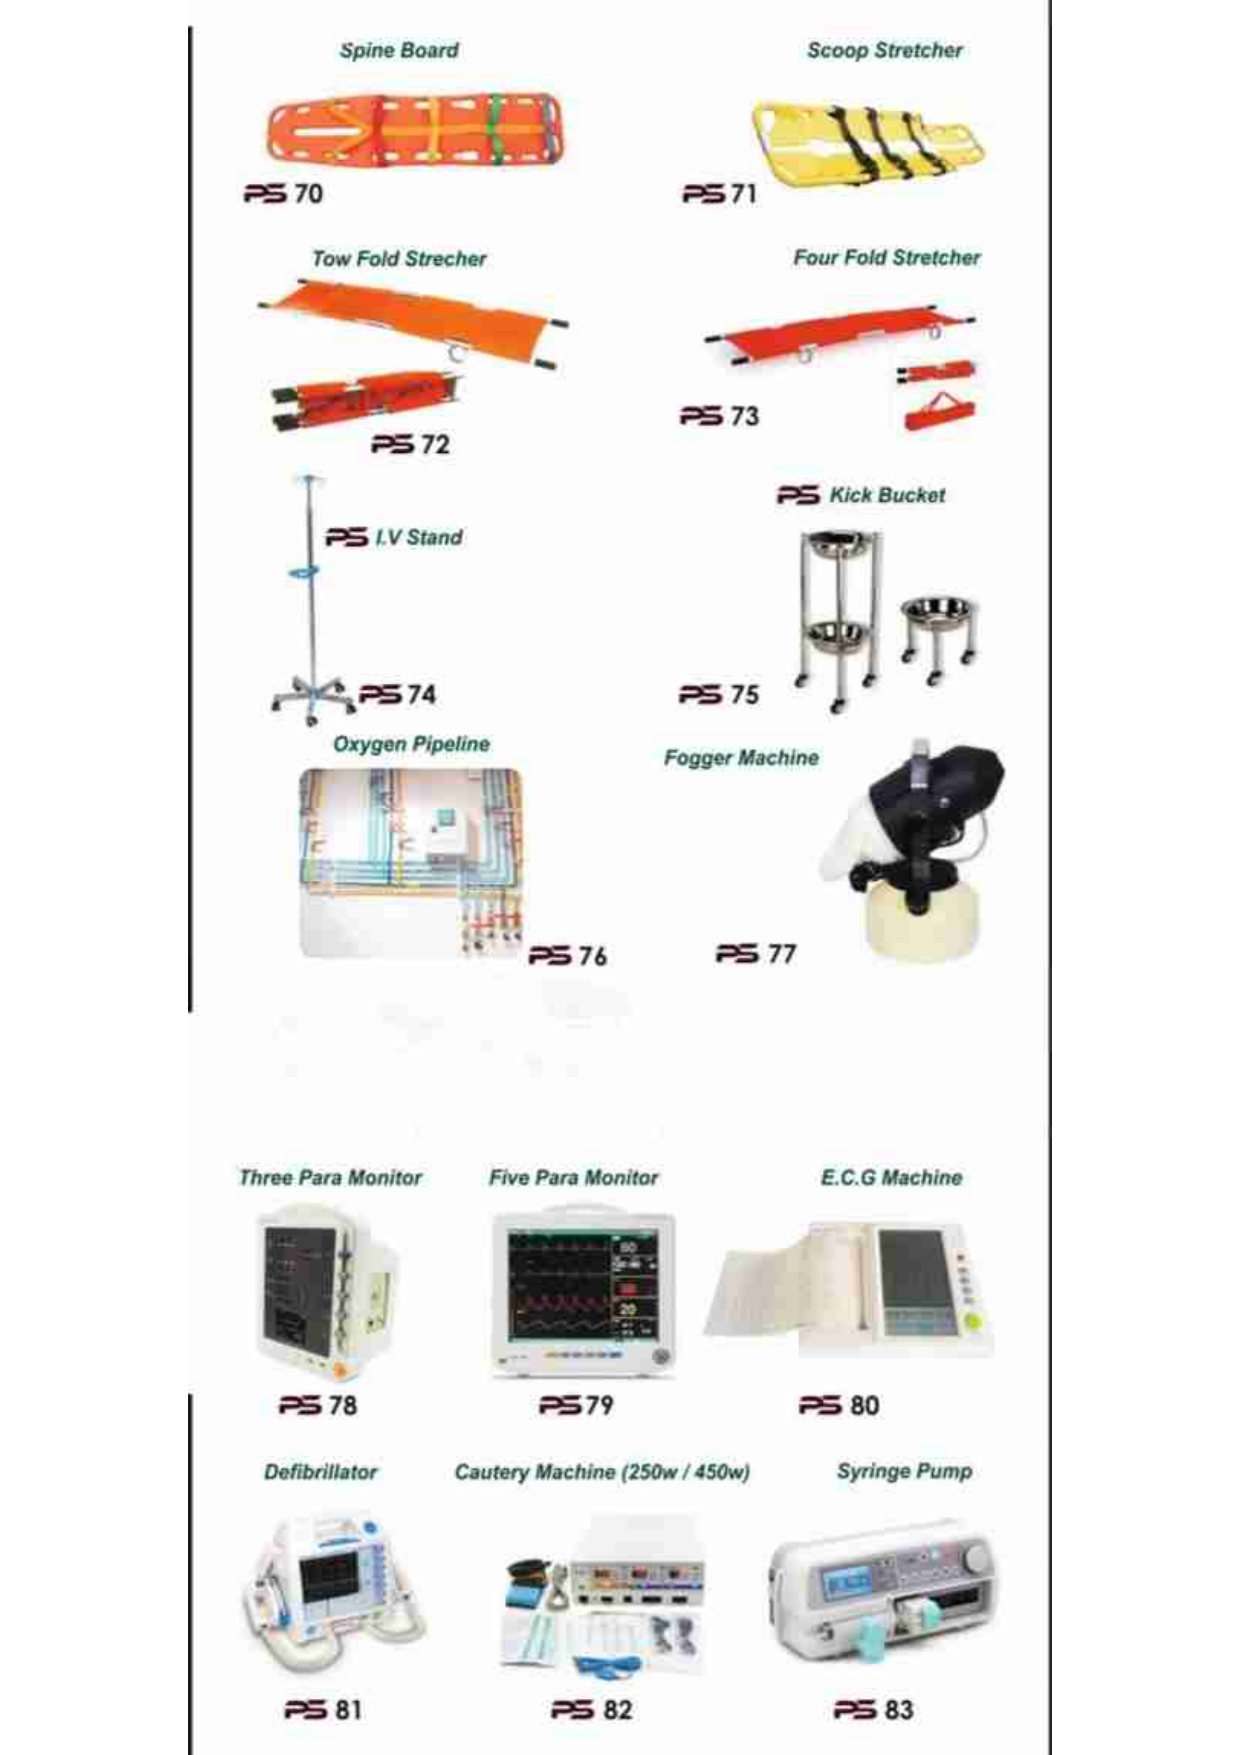 Spine Board
Scoop Stretcher
PS 70
PS 71
Tow Fold Strecher
Four Fold Stretcher
PS 73
PS 72
PS Kick Bucket
PS I.V Stand
PS 74
PS 75
Oxygen Pipeline
Fogger Machine
PS 76
PS 77
Three Para Monitor
Five Para Monitor
E.C.G Machine
60
20
PS 78
PS 79
PS 80
Defibrillator
Cautery Machine (250w / 450w)
Syringe Pump
PS 81
PS 82
PS 83